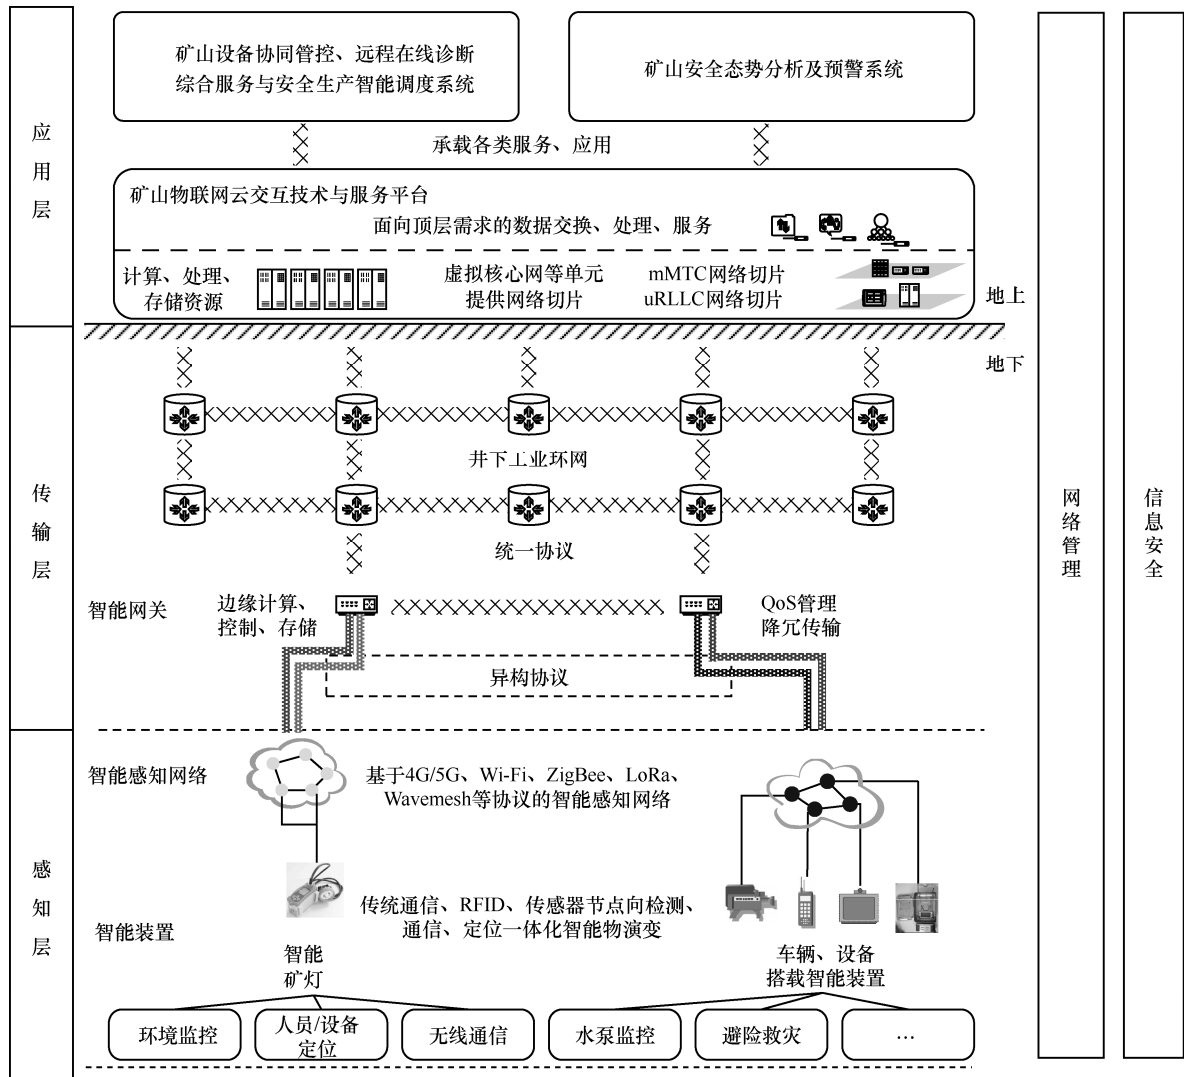 应用层
矿山设备协同管控、远程在线诊断
综合服务与安全生产智能调度系统
矿山安全态势分析及预警系统
承载各类服务、应用
矿山物联网云交互技术与服务平台
面向顶层需求的数据交换、处理、服务
计算、处理、
存储资源
虚拟核心网等单元
提供网络切片
mMTC网络切片
uRLLC网络切片
地上
地下
传输层
井下工业环网
统一协议
智能网关
边缘计算、
控制、存储
QoS管理
降冗传输
异构协议
感知层
智能感知网络
基于4G/5G、Wi-Fi、ZigBee、LoRa、
Wavemesh等协议的智能感知网络
智能装置
传统通信、RFID、传感器节点向检测、
通信、定位一体化智能物演变
智能
矿灯
车辆、设备
搭载智能装置
环境监控
人员/设备
定位
无线通信
水泵监控
避险救灾
…
网络管理
信息安全